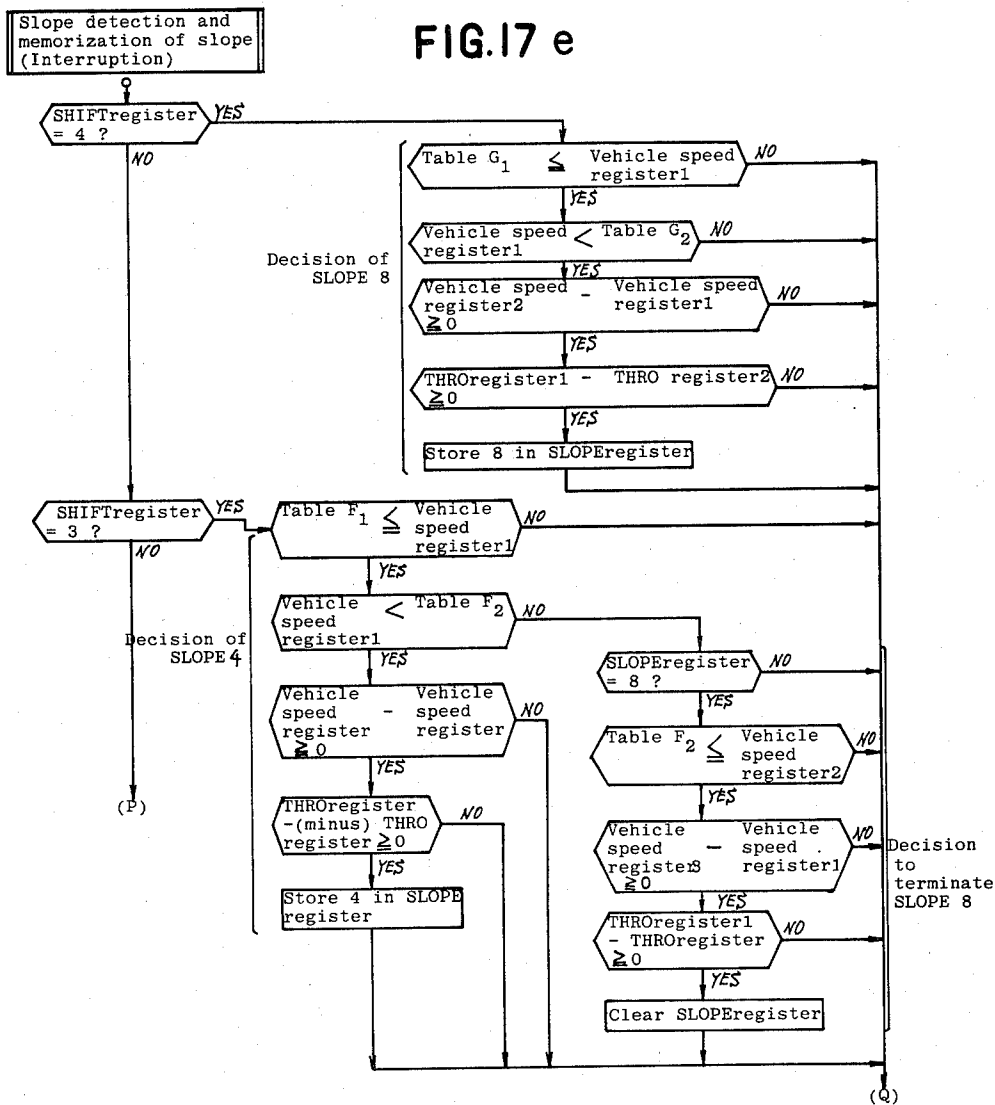 Slope detection and
memorization of slope
(Interruption)
FIG.17 e
SHIFTregister
= 4 ?
YES
NO
Table G1 ≦ Vehicle speed
register1
NO
YES
Vehicle speed < Table G2
register1
NO
YES
Decision of
SLOPE 8
Vehicle speed - Vehicle speed
register2 register1
≧0
NO
YES
THROregister1 - THRO register2
≧0
NO
YES
Store 8 in SLOPEregister
SHIFTregister
= 3 ?
YES
NO
Table F1 ≦ Vehicle
speed
register1
NO
YES
Vehicle < Table F2
speed
register1
NO
YES
Decision of
SLOPE4
Vehicle - Vehicle
speed speed
register register
≧0
NO
YES
THROregister
-(minus) THRO
register ≧0
NO
YES
Store 4 in SLOPE
register
(P)
SLOPEregister
= 8 ?
NO
YES
Table F2 ≦ Vehicle
speed
register2
NO
YES
Vehicle - Vehicle
speed speed
register3 register1
≧0
NO
YES
THROregister1
- THROregister
≧0
NO
YES
Clear SLOPEregister
Decision
to
terminate
SLOPE 8
(Q)